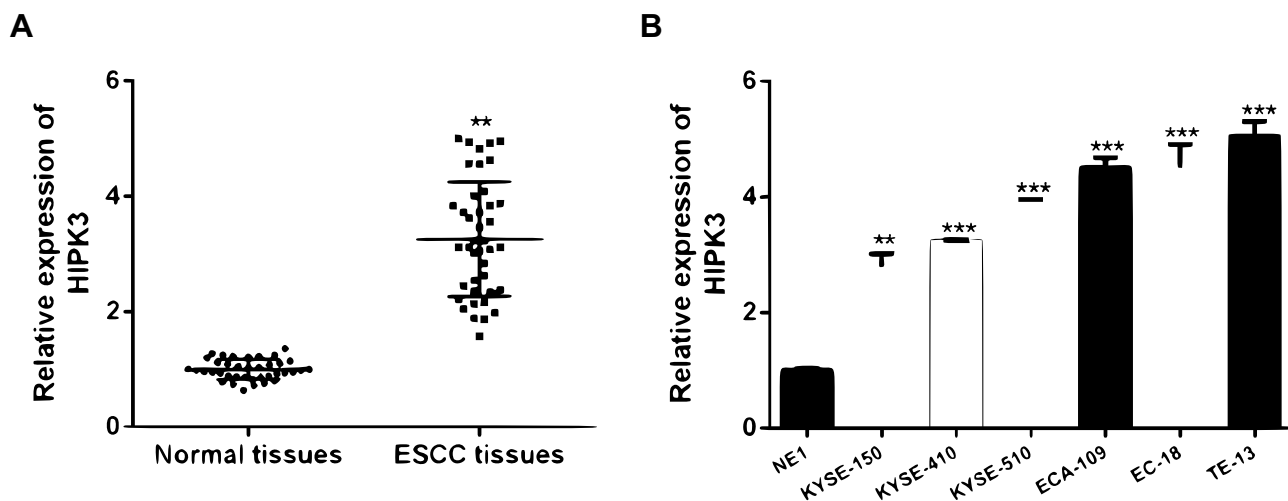 A
Relative expression of
HIPK3
6
4
2
0
**
Normal tissues
ESCC tissues
B
Relative expression of
HIPK3
6
4
2
0
**
***
***
***
***
***
NE1
KYSE-150
KYSE-410
KYSE-510
ECA-109
EC-18
TE-13